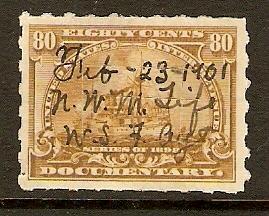 80 EIGHTY CENTS 80
Feb - 23 - 1901
N. W. M. Life
SERIES OF 1898
DOCUMENTARY.